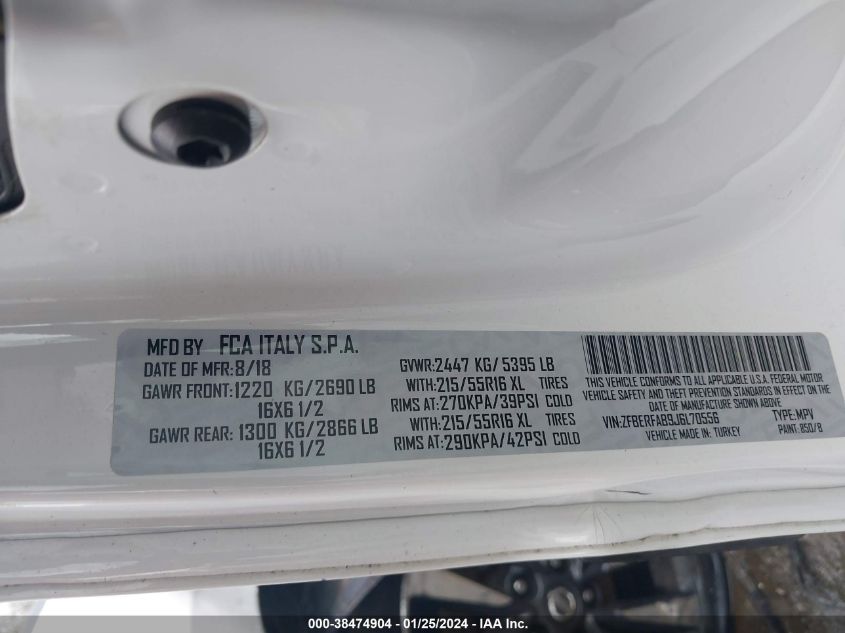 MFD BY FCA ITALY S.P.A.
DATE OF MFR:8/18
GAWR FRONT:1220 KG/2690 LB
16X6 1/2
GAWR REAR: 1300 KG/2866 LB
16X6 1/2
GVWR:2447 KG/ 5395 LB
WITH:215/55R16 XL TIRES
RIMS AT:270KPA/39PSI COLD
WITH:215/55R16 XL TIRES
RIMS AT:290KPA/42PSI COLD
THIS VEHICLE CONFORMS TO ALL APPLICABLE U.S.A. FEDERAL MOTOR
VEHICLE SAFETY AND THEFT PREVENTION STANDARDS IN EFFECT ON THE
DATE OF MANUFACTURE SHOWN ABOVE.
VIN:ZFBERFAB9J6L70556 TYPE:MPV
VEHICLE MADE IN: TURKEY PAINT: 850/B
000-38474904 - 01/25/2024 - IAA Inc.